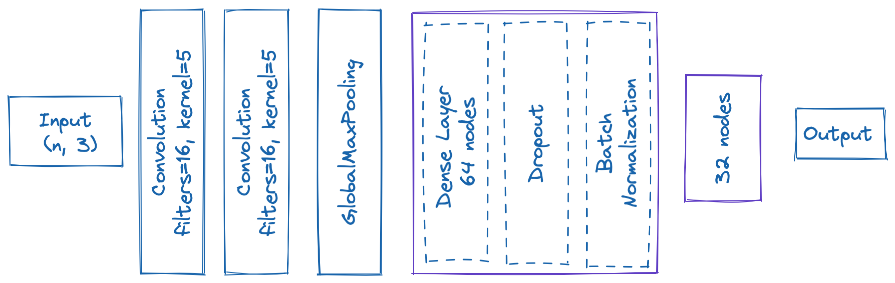 Input
(n, 3)
Convolution
filters=16, kernel=5
Convolution
filters=16, kernel=5
GlobalMaxPooling
Dense Layer
64 nodes
Dropout
Batch
Normalization
32 nodes
Output